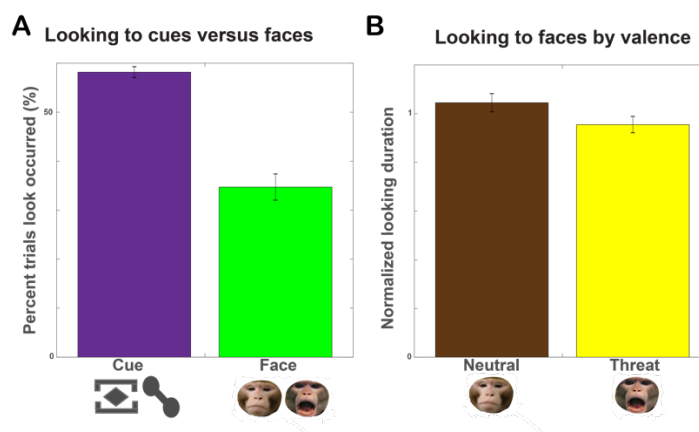 A Looking to cues versus faces
Percent trials look occurred (%)
50
0
Cue
Face
B Looking to faces by valence
Normalized looking duration
1
0
Neutral
Threat